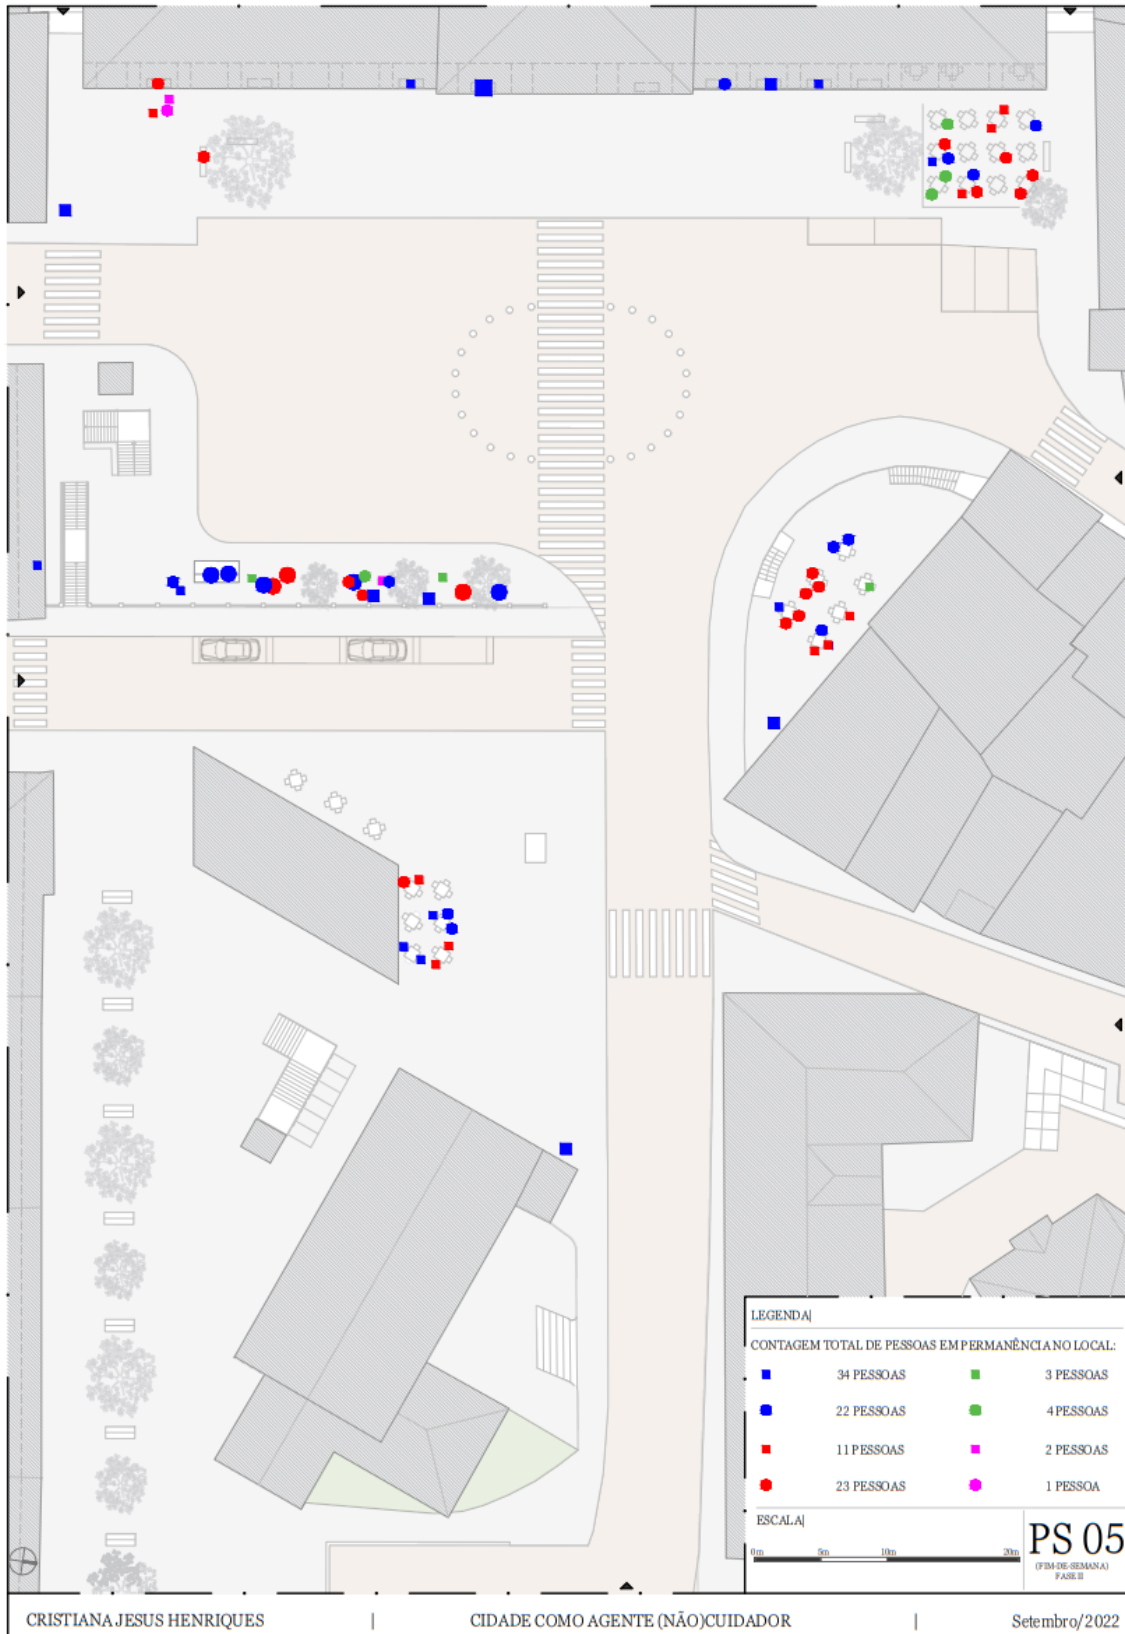 LEGENDA|
CONTAGEM TOTAL DE PESSOAS EM PERMANÊNCIA NO LOCAL:
34 PESSOAS 3 PESSOAS
22 PESSOAS 4 PESSOAS
11 PESSOAS 2 PESSOAS
23 PESSOAS 1 PESSOA
ESCALA|
0m 5m 10m 20m
PS 05
(FIM-DE-SEMANA)
FASE II
CRISTIANA JESUS HENRIQUES | CIDADE COMO AGENTE (NÃO)CUIDADOR | Setembro/2022